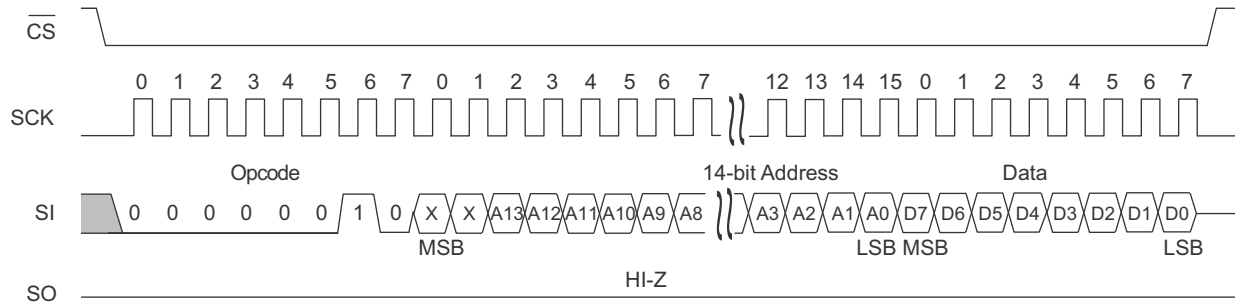 CS
0 1 2 3 4 5 6 7 0 1 2 3 4 5 6 7 12 13 14 15 0 1 2 3 4 5 6 7
SCK
Opcode 14-bit Address Data
SI 0 0 0 0 0 0 1 0 X X A13 A12 A11 A10 A9 A8 A3 A2 A1 A0 D7 D6 D5 D4 D3 D2 D1 D0
MSB LSB MSB LSB
HI-Z
SO